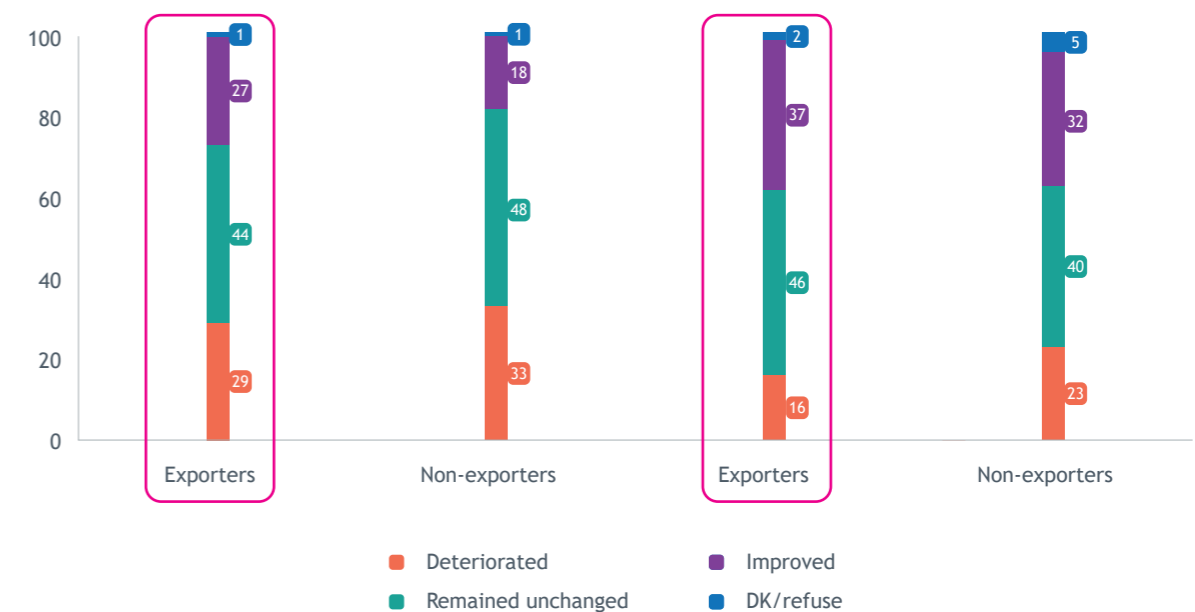 100
80
60
40
20
0
1
27
44
29
1
18
48
33
2
37
46
16
5
32
40
23
Exporters
Non-exporters
Exporters
Non-exporters
Deteriorated
Improved
Remained unchanged
DK/refuse